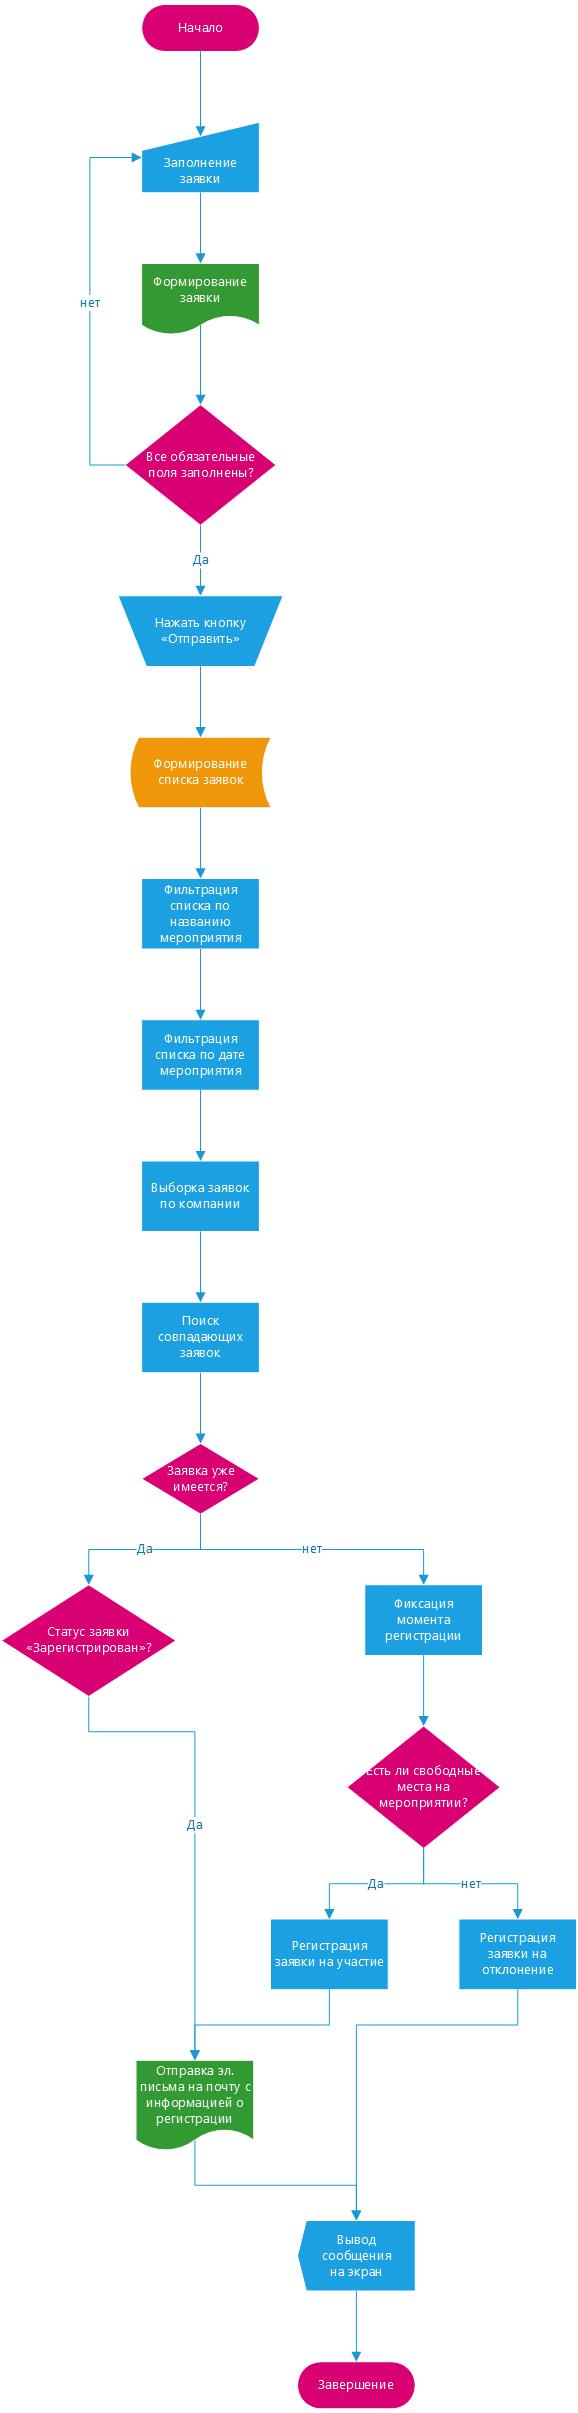 Начало
Заполнение
заявки
Формирование
заявки
нет
Все обязательные
поля заполнены?
Да
Нажать кнопку
«Отправить»
Формирование
списка заявок
Фильтрация
списка по
названию
мероприятия
Фильтрация
списка по дате
мероприятия
Выборка заявок
по компании
Поиск
совпадающих
заявок
Заявка уже
имеется?
Да
нет
Статус заявки
«Зарегистрирован»?
Фиксация
момента
регистрации
Есть ли свободные
места на
мероприятии?
Да
Да
нет
Регистрация
заявки на участие
Регистрация
заявки на
отклонение
Отправка эл.
письма на почту с
информацией о
регистрации
Вывод
сообщения
на экран
Завершение